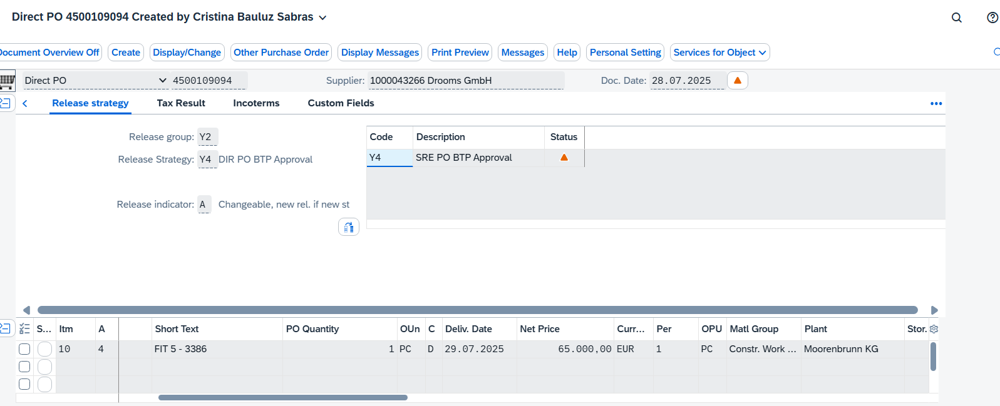 Direct PO 4500109094 Created by Cristina Bauluz Sabras
Document Overview Off Create Display/Change Other Purchase Order Display Messages Print Preview Messages Help Personal Setting Services for Object
Direct PO 4500109094 Supplier: 1000043266 Drooms GmbH Doc. Date: 28.07.2025
Release strategy Tax Result Incoterms Custom Fields
Release group: Y2
Release Strategy: Y4 DIR PO BTP Approval
Release indicator: A Changeable, new rel. if new st
Code Description Status
Y4 SRE PO BTP Approval
S... Itm A Short Text PO Quantity OUn C Deliv. Date Net Price Curr... Per OPU Matl Group Plant Stor.
10 4 FIT 5 - 3386 1 PC D 29.07.2025 65.000,00 EUR 1 PC Constr. Work ... Moorenbrunn KG